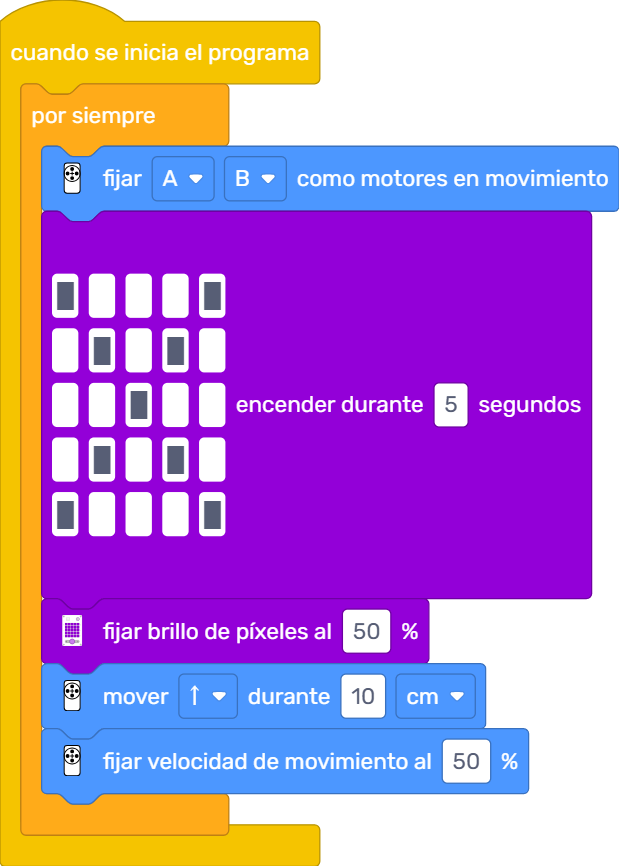 cuando se inicia el programa
por siempre
fijar A B como motores en movimiento
encender durante 5 segundos
fijar brillo de píxeles al 50 %
mover ↑ durante 10 cm
fijar velocidad de movimiento al 50 %